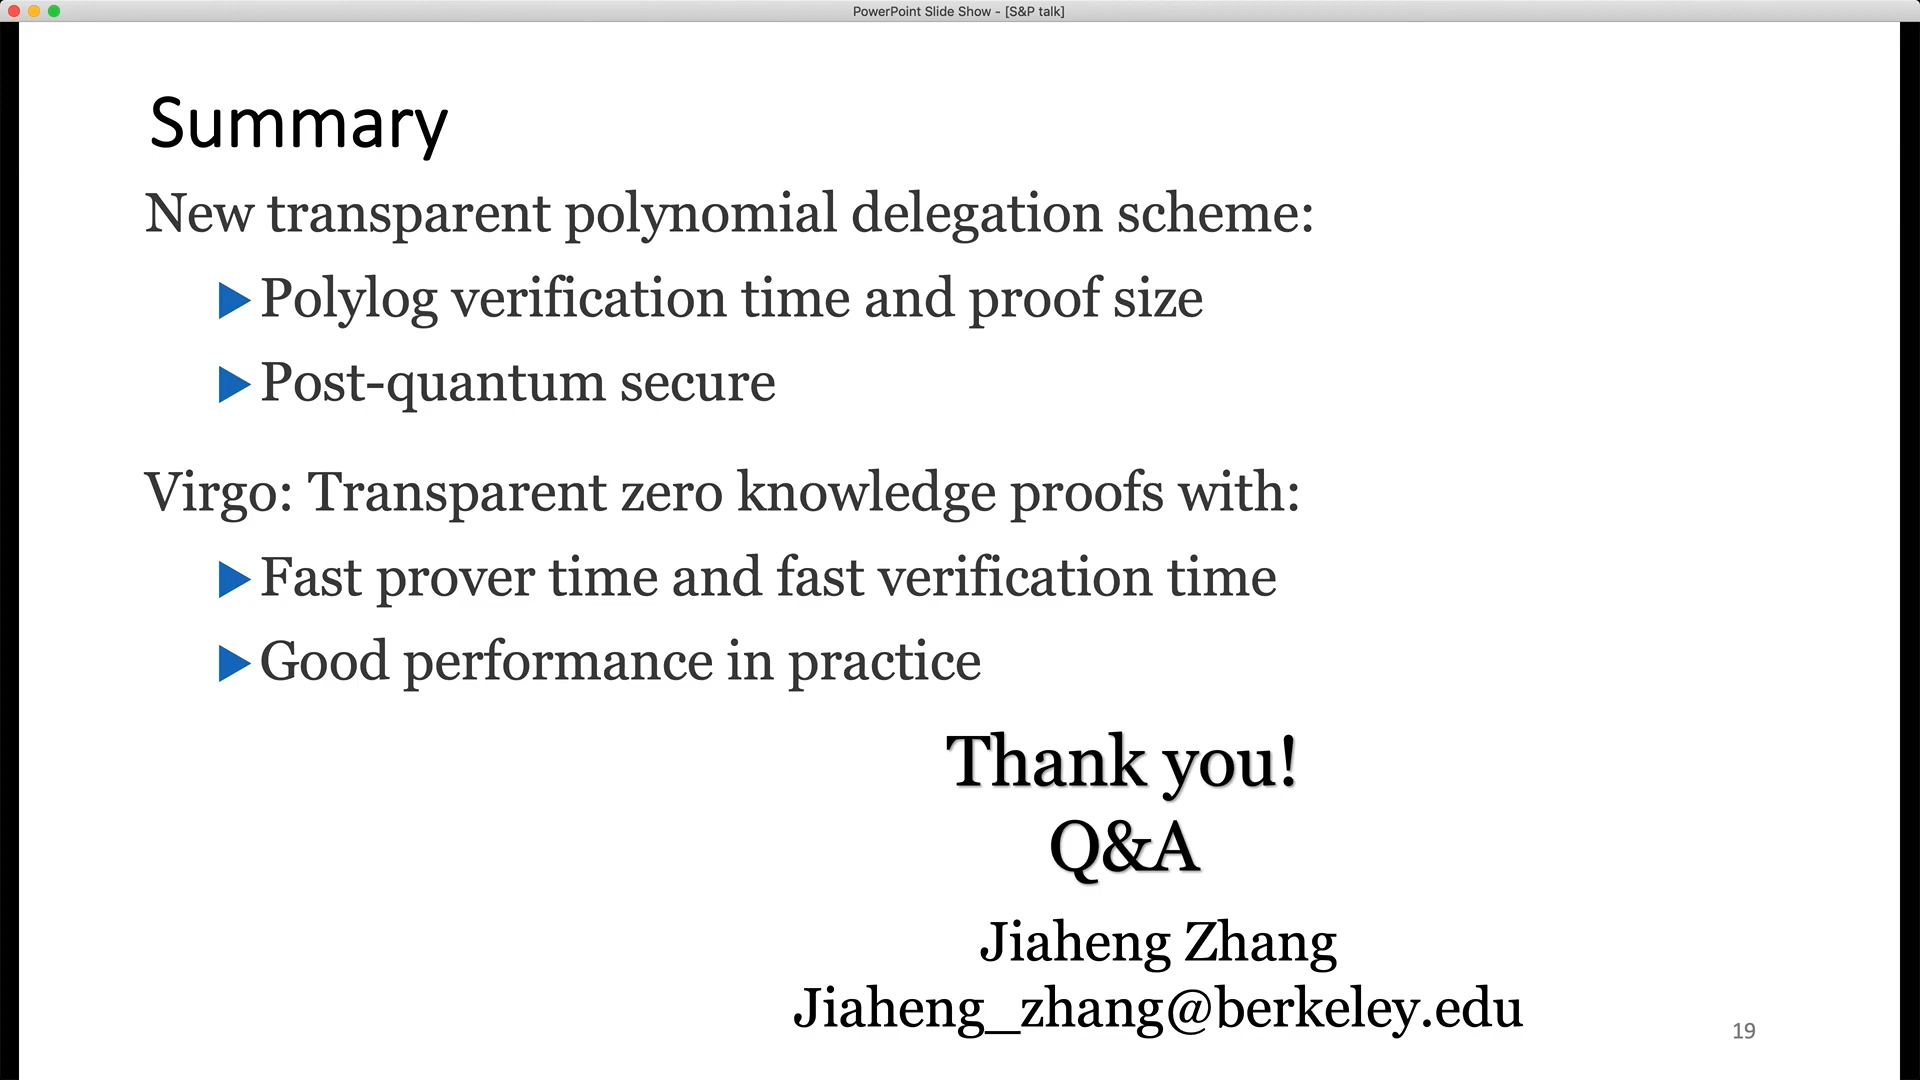 PowerPoint Slide Show - [S&P talk]
Summary
New transparent polynomial delegation scheme:
Polylog verification time and proof size
Post-quantum secure
Virgo: Transparent zero knowledge proofs with:
Fast prover time and fast verification time
Good performance in practice
Thank you!
Q&A
Jiaheng Zhang
Jiaheng_zhang@berkeley.edu
19